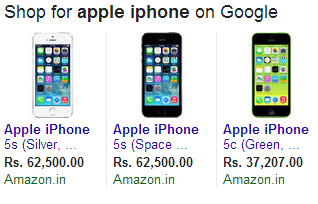 Shop for apple iphone on Google
Apple iPhone Apple iPhone Apple iPhone
5s (Silver, ... 5s (Space ... 5c (Green, ...
Rs. 62,500.00 Rs. 62,500.00 Rs. 37,207.00
Amazon.in Amazon.in Amazon.in